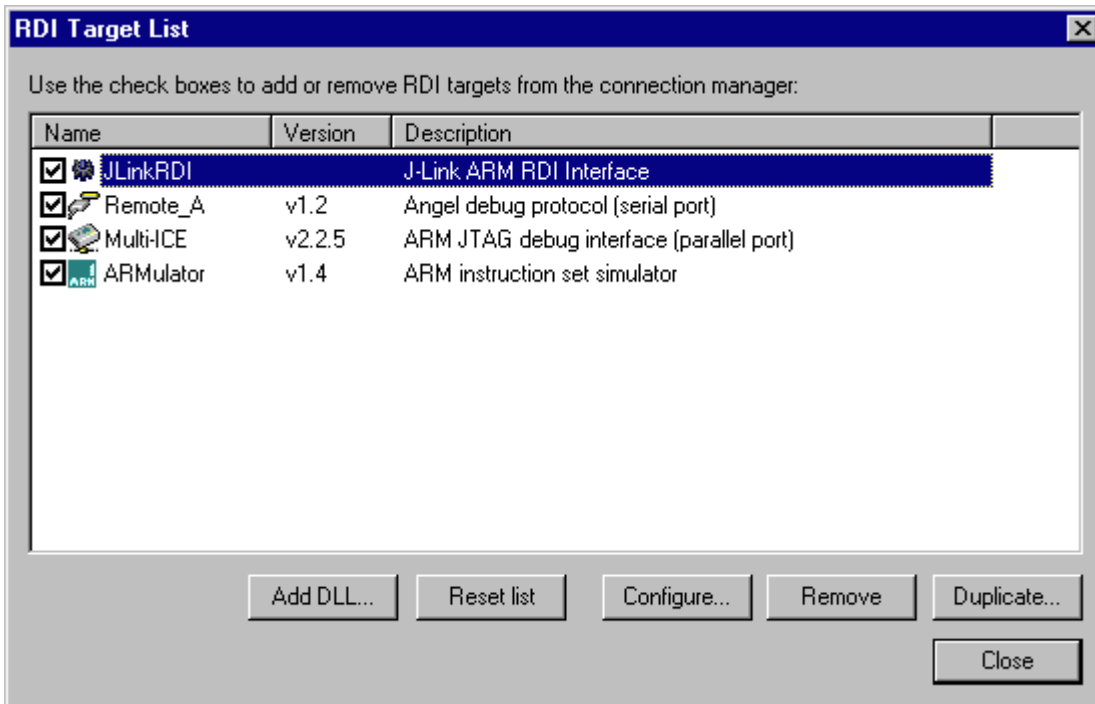 RDI Target List
Use the check boxes to add or remove RDI targets from the connection manager:
Name Version Description
JLinkRDI J-Link ARM RDI Interface
Remote_A v1.2 Angel debug protocol (serial port)
Multi-ICE v2.2.5 ARM JTAG debug interface (parallel port)
ARM ARMulator v1.4 ARM instruction set simulator
Add DLL... Reset list Configure... Remove Duplicate...
Close